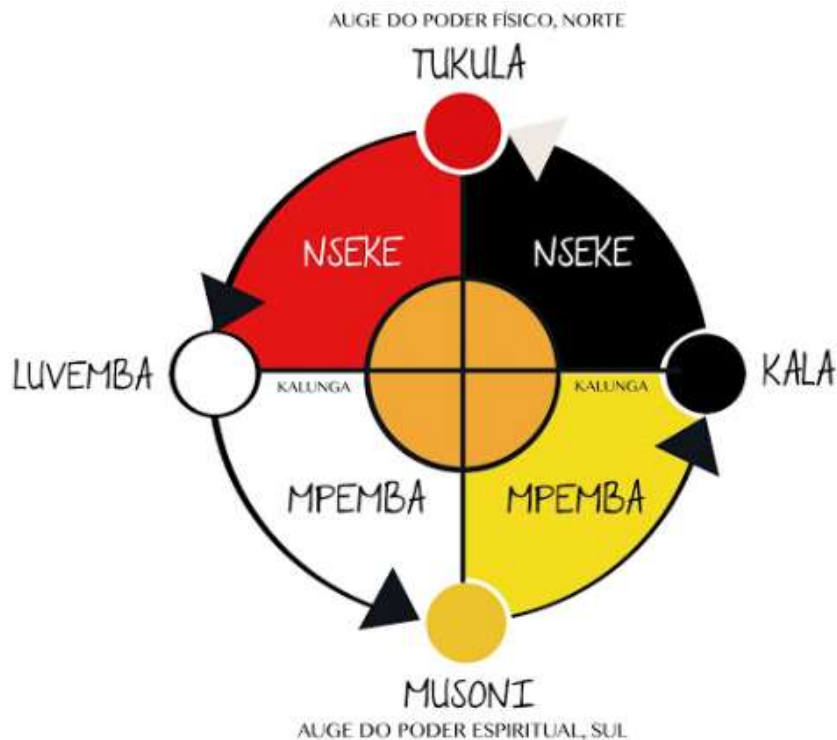 AUGE DO PODER FÍSICO, NORTE
TUKULA
NSEKE
NSEKE
LUVEMBA
KALUNGA
KALUNGA
KALA
MPEMBA
MPEMBA
MUSONI
AUGE DO PODER ESPIRITUAL, SUL